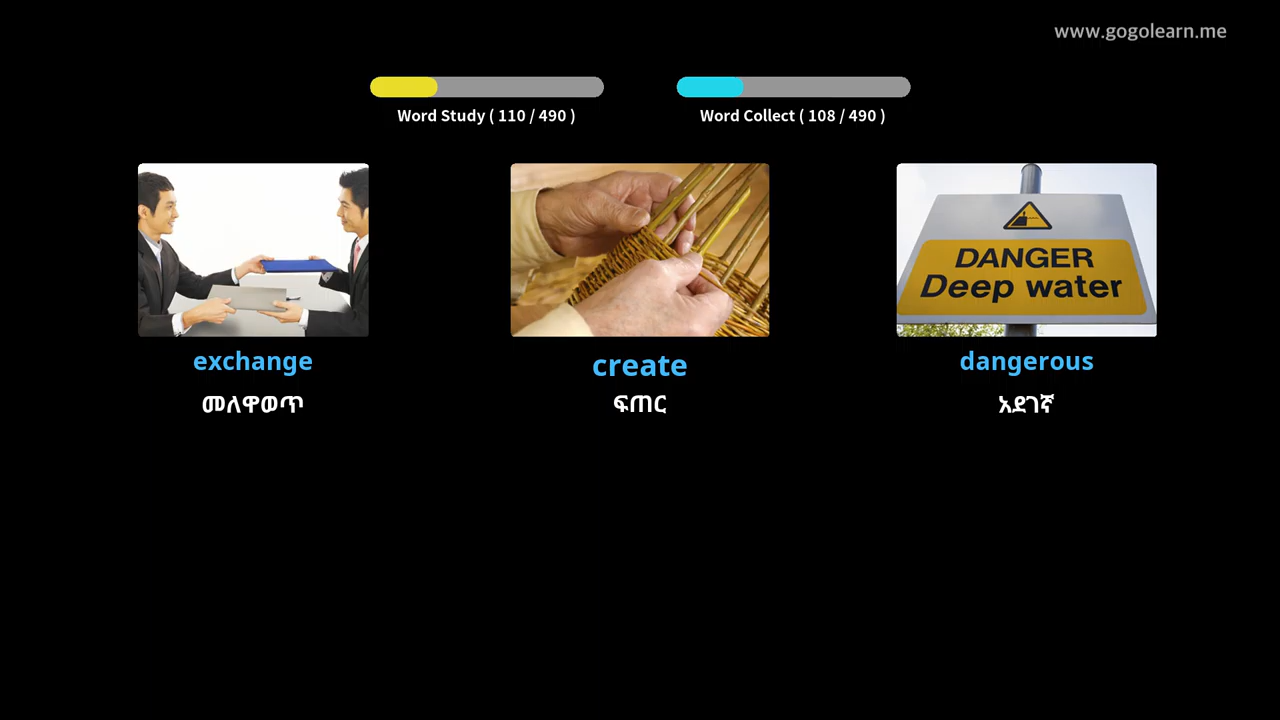 www.gogolearn.me
Word Study ( 110 / 490 )
Word Collect ( 108 / 490 )
DANGER
Deep water
exchange
create
dangerous
መለዋወጥ
ፍጠር
አደገኛ